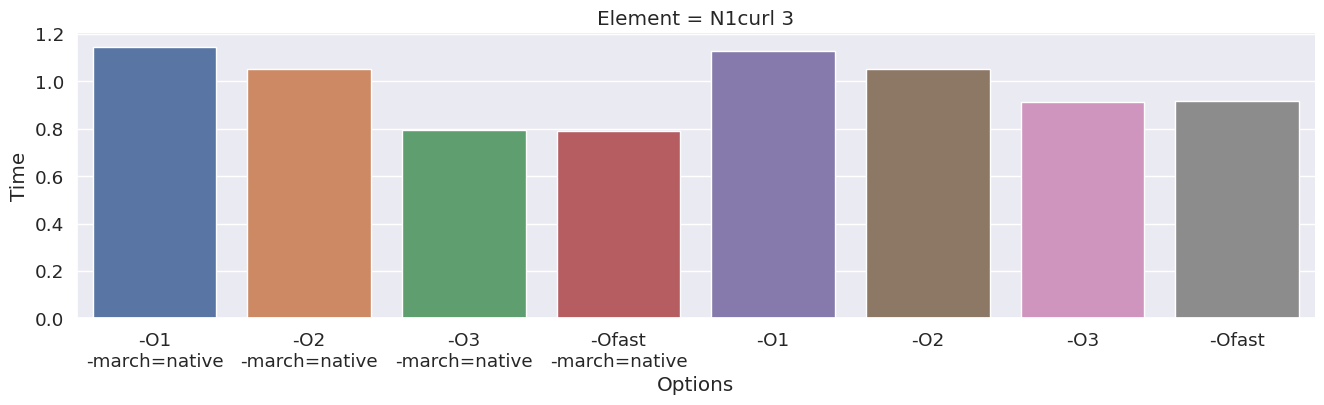 Element = N1curl 3
Time
1.2
1.0
0.8
0.6
0.4
0.2
0.0
-O1
-march=native
-O2
-march=native
-O3
-march=native
-Ofast
-march=native
-O1
-O2
-O3
-Ofast
Options